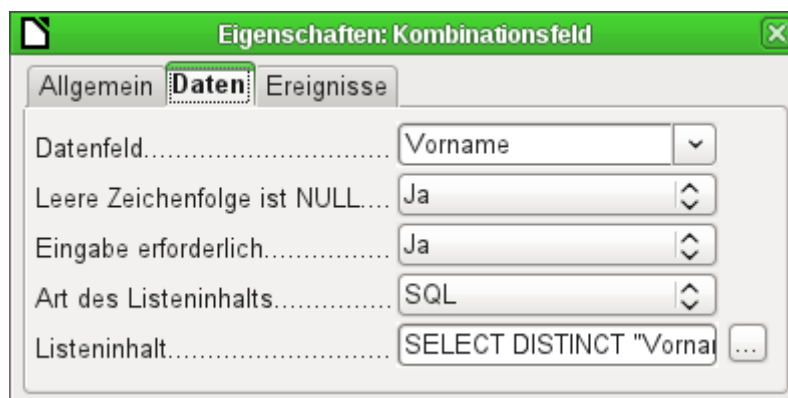 Eigenschaften: Kombinationsfeld
Allgemein Daten Ereignisse
Datenfeld............................. Vorname
Leere Zeichenfolge ist NULL.... Ja
Eingabe erforderlich............... Ja
Art des Listeninhalts.............. SQL
Listeninhalt........................... SELECT DISTINCT "Vornar ...